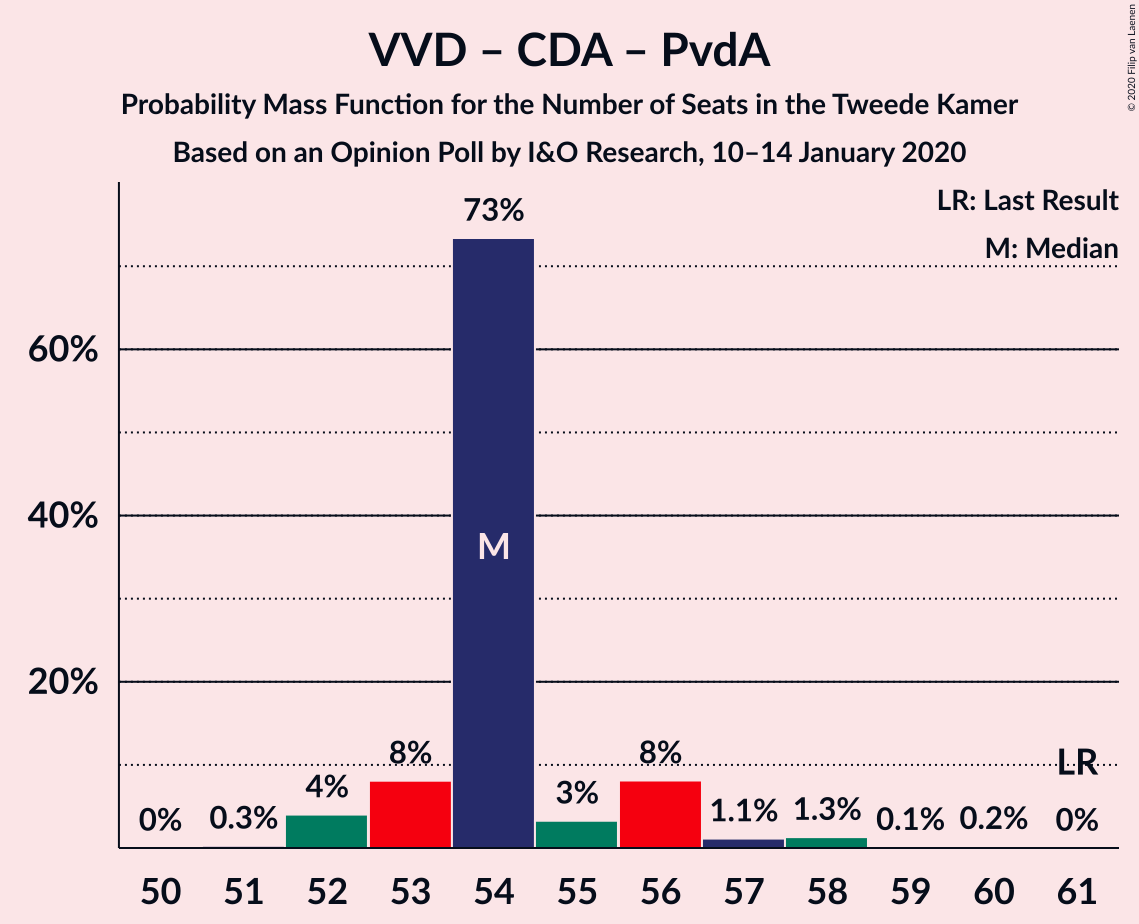 VVD – CDA – PvdA
Probability Mass Function for the Number of Seats in the Tweede Kamer
Based on an Opinion Poll by I&O Research, 10–14 January 2020
© 2020 Filip van Laenen
LR: Last Result
M: Median
73%
60%
40%
20%
M
0%
0.3%
4%
8%
3%
8%
1.1%
1.3%
0.1%
0.2%
0%
LR
50 51 52 53 54 55 56 57 58 59 60 61